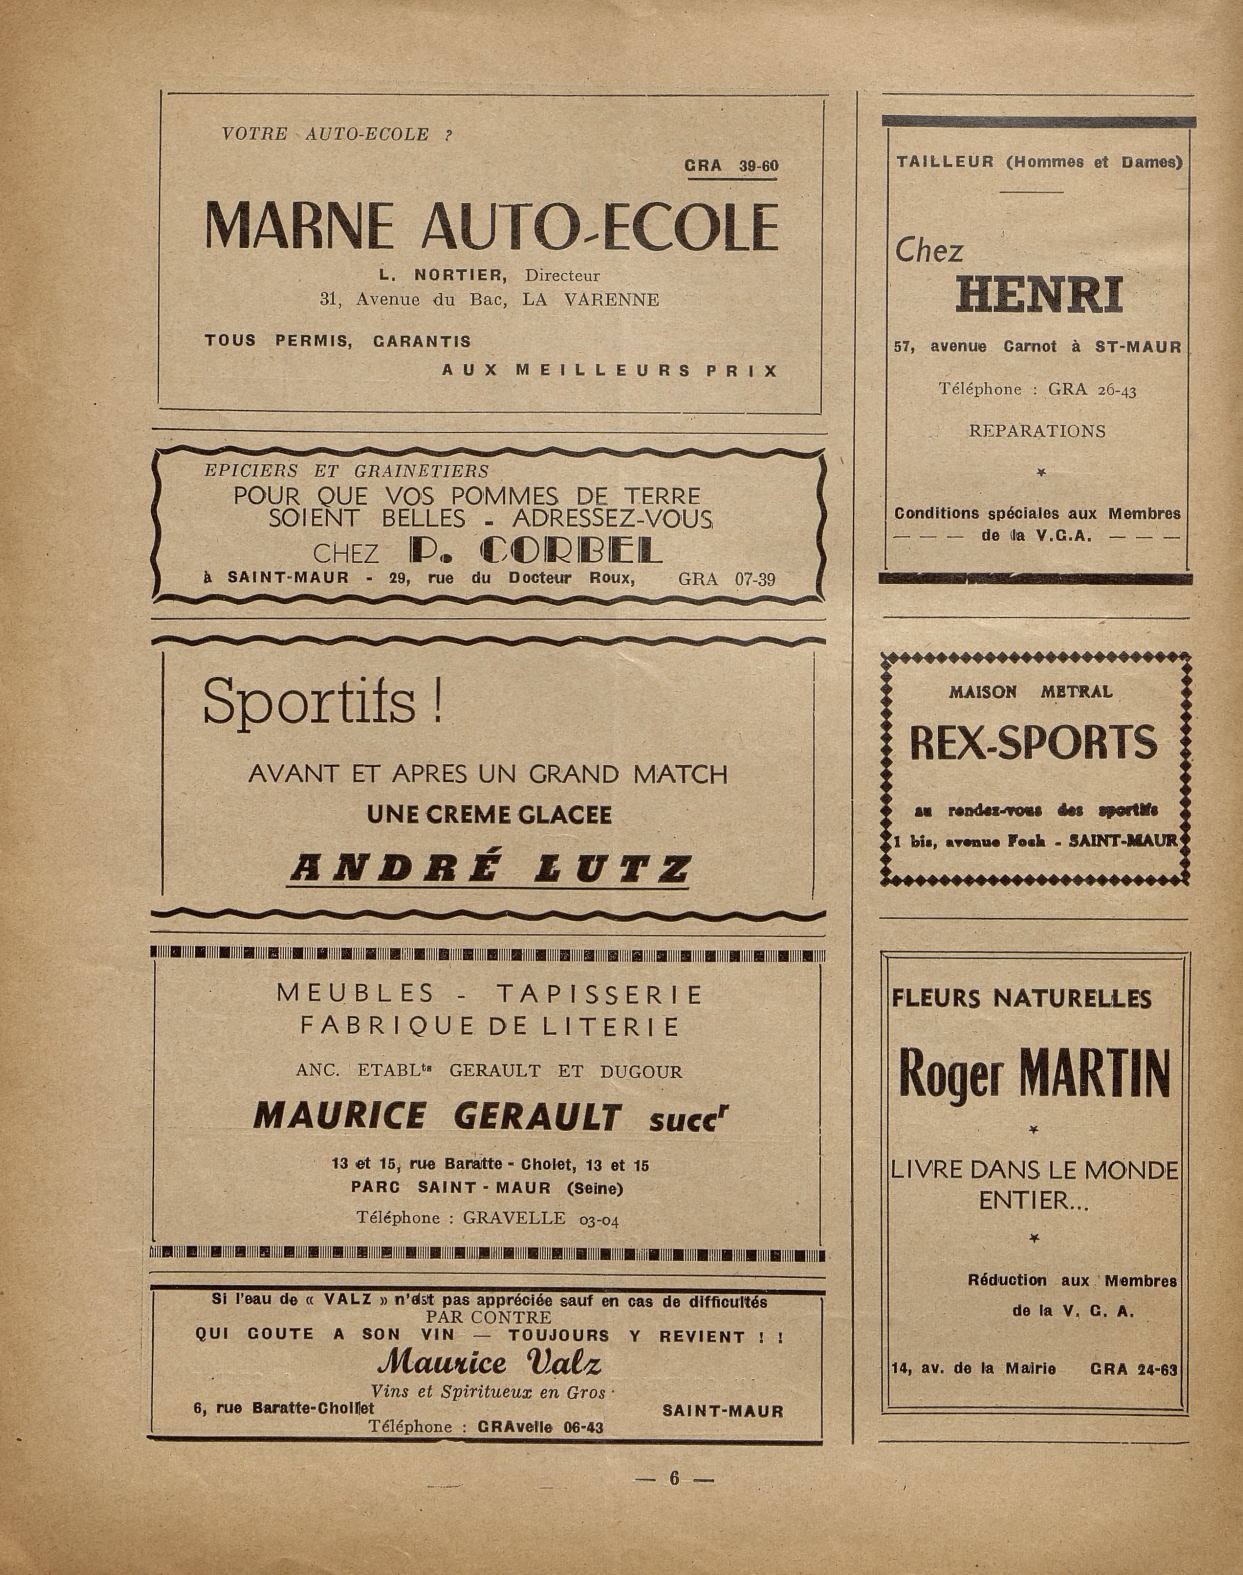 VOTRE AUTO-ECOLE ?
GRA 39-60
MARNE AUTO-ECOLE
L. NORTIER, Directeur
31, Avenue du Bac, LA VARENNE
TOUS PERMIS, GARANTIS
AUX MEILLEURS PRIX
EPICIERS ET GRAINETIERS
POUR QUE VOS POMMES DE TERRE
SOIENT BELLES - ADRESSEZ-VOUS
CHEZ P. CORBEL
à SAINT-MAUR - 29, rue du Docteur Roux, GRA 07-39
Sportifs !
AVANT ET APRES UN GRAND MATCH
UNE CREME GLACEE
ANDRÉ LUTZ
MEUBLES - TAPISSERIE
FABRIQUE DE LITERIE
ANC. ETABLts GERAULT ET DUGOUR
MAURICE GERAULT succr
13 et 15, rue Baratte - Cholet, 13 et 15
PARC SAINT - MAUR (Seine)
Téléphone : GRAVELLE 03-04
Si l'eau de « VALZ » n'est pas appréciée sauf en cas de difficultés
PAR CONTRE
QUI GOUTE A SON VIN — TOUJOURS Y REVIENT ! !
Maurice Valz
Vins et Spiritueux en Gros
6, rue Baratte-Chollet SAINT-MAUR
Téléphone : GRAvelle 06-43
TAILLEUR (Hommes et Dames)
Chez
HENRI
57, avenue Carnot à ST-MAUR
Téléphone : GRA 26-43
REPARATIONS
*
Conditions spéciales aux Membres
— — — de la V.G.A. — — —
MAISON METRAL
REX-SPORTS
au rendez-vous des sportifs
1 bis, avenue Foch - SAINT-MAUR
FLEURS NATURELLES
Roger MARTIN
*
LIVRE DANS LE MONDE
ENTIER...
*
Réduction aux Membres
de la V. G. A.
14, av. de la Mairie GRA 24-63
— 6 —